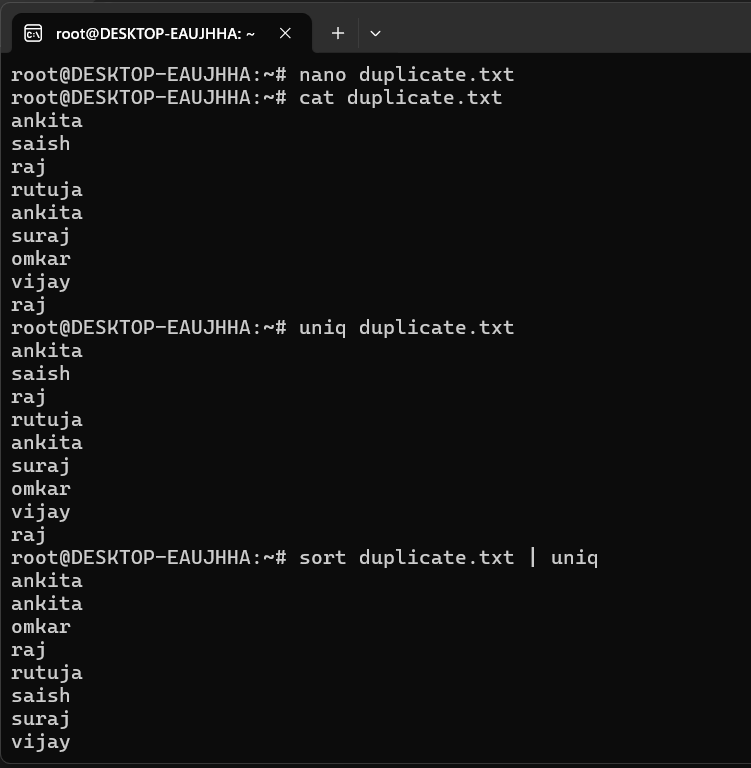 root@DESKTOP-EAUJHHA: ~
root@DESKTOP-EAUJHHA:~# nano duplicate.txt
root@DESKTOP-EAUJHHA:~# cat duplicate.txt
ankita
saish
raj
rutuja
ankita
suraj
omkar
vijay
raj
root@DESKTOP-EAUJHHA:~# uniq duplicate.txt
ankita
saish
raj
rutuja
ankita
suraj
omkar
vijay
raj
root@DESKTOP-EAUJHHA:~# sort duplicate.txt | uniq
ankita
ankita
omkar
raj
rutuja
saish
suraj
vijay